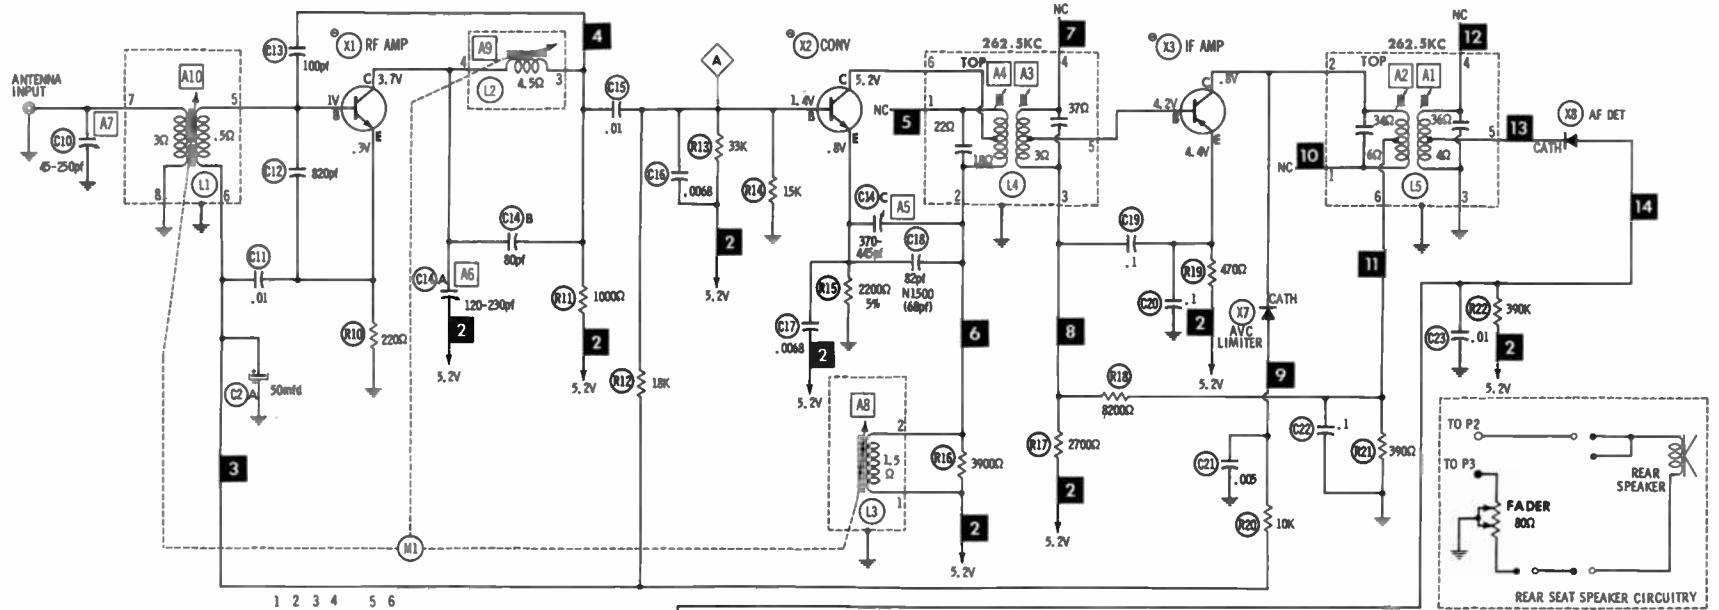 NC
NC
7
12
C13
100pf
X1 RF AMP
A9
4
4
4.5Ω
3
L2
X2 CONV
262.5KC
TOP
A4
A3
6
4
X3 IF AMP
262.5KC
TOP
A2
A1
2
4
ANTENNA
INPUT
A10
7
5
A7
C10
45-250pf
3Ω
.5Ω
C 3.7V
1V
B
E
.3V
A
C15
.01
C
5.2V
1.4V
B
E
.8V
NC
5
1
22Ω
18Ω
37Ω
3Ω
5
C
.8V
4.2V
B
E
4.4V
34Ω
6Ω
36Ω
4Ω
5
13
X8 AF DET
CATH
NC
10
1
C12
820pf
8
L1
6
C16
.0068
R13
33K
R14
15K
2
L4
3
6
L5
3
C14 C
A5
370-
445pf
14
C14 B
80pf
2
5.2V
C18
82pf
N1500
(68pf)
C19
.1
C11
.01
C14 A
A6
120-230pf
R11
1000Ω
R15
2200Ω
5%
R19
470Ω
11
C20
.1
CATH
X7
AVC
LIMITER
R22
390K
C23
.01
R10
220Ω
2
5.2V
2
5.2V
C17
.0068
2
5.2V
6
8
2
5.2V
2
5.2V
C2 A
50mfd
R12
18K
A8
R18
8200Ω
9
TO P2
2
1.5
Ω
1
L3
R16
3900Ω
R17
2700Ω
C22
.1
R21
390Ω
3
C21
.005
TO P3
REAR
SPEAKER
2
5.2V
2
5.2V
R20
10K
FADER
80Ω
M1
1 2 3 4 5 6
REAR SEAT SPEAKER CIRCUITRY